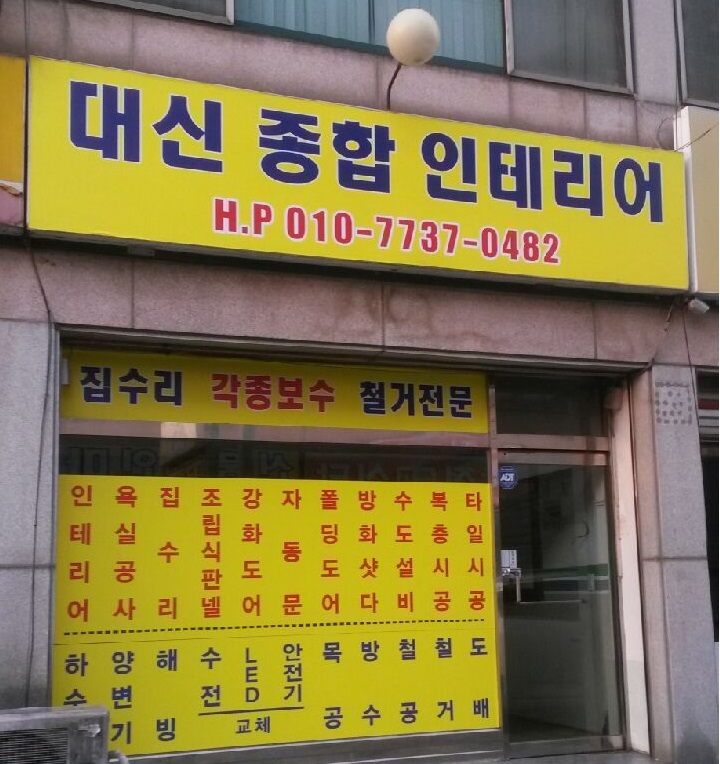 대신 종합 인테리어
H.P 010-7737-0482
집수리 각종보수 철거전문
인테리어
욕실공사
집수리
조립식판넬
강화도어
자동문
폴딩도어
방화샷다
수도설비
복층시공
타일시공
하수
양변기
해빙
수전
LED
안전기
교체
목공
방수
철공
철거
도배
ADT